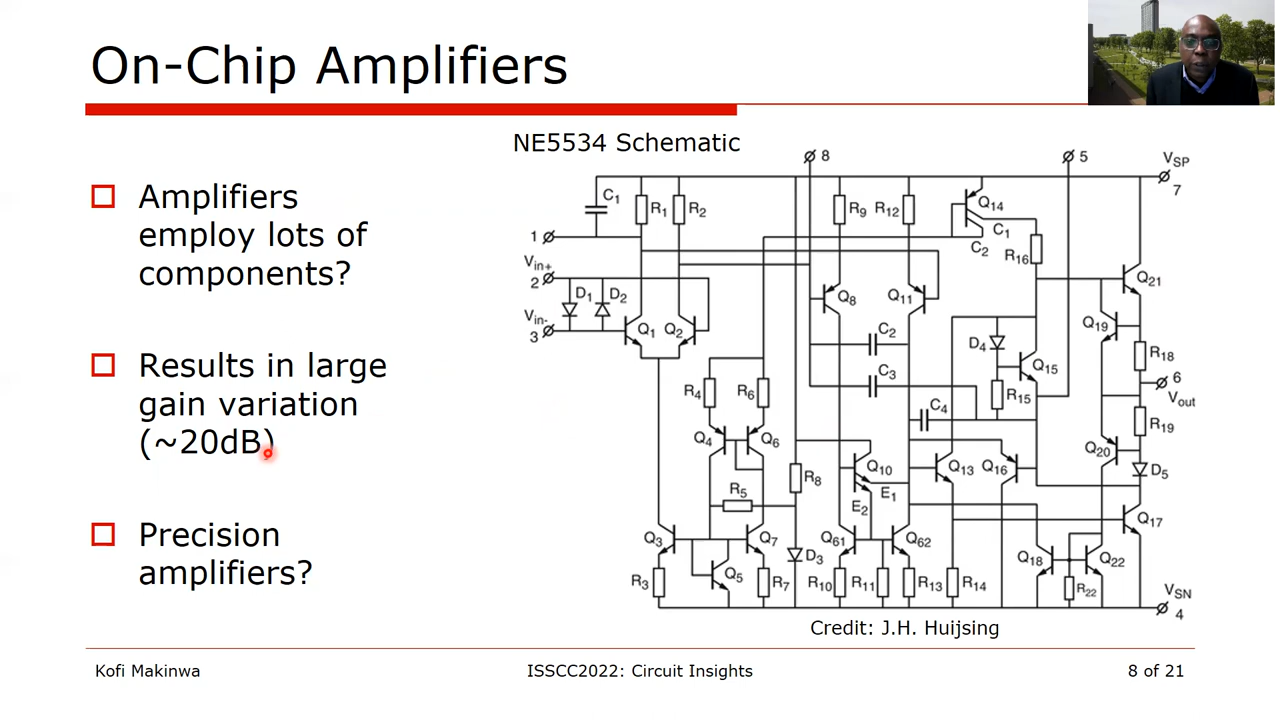 On-Chip Amplifiers
NE5534 Schematic
Amplifiers
employ lots of
components?
Results in large
gain variation
(~20dB)
Precision
amplifiers?
8
5
VSP
7
C1
R1
R2
R9
R12
Q14
C1
C2
R16
1
Vin+
2
D1
D2
Vin-
3
Q1
Q2
Q8
Q11
Q21
Q19
C2
D4
Q15
R18
6
Vout
C3
R4
R6
R15
C4
R19
Q4
Q6
Q20
R8
Q10
E1
E2
Q13
Q16
D5
R5
Q17
Q3
Q7
D3
Q61
Q62
Q18
Q22
Q5
R3
R7
R10
R11
R13
R14
R22
VSN
4
Credit: J.H. Huijsing
Kofi Makinwa
ISSCC2022: Circuit Insights
8 of 21